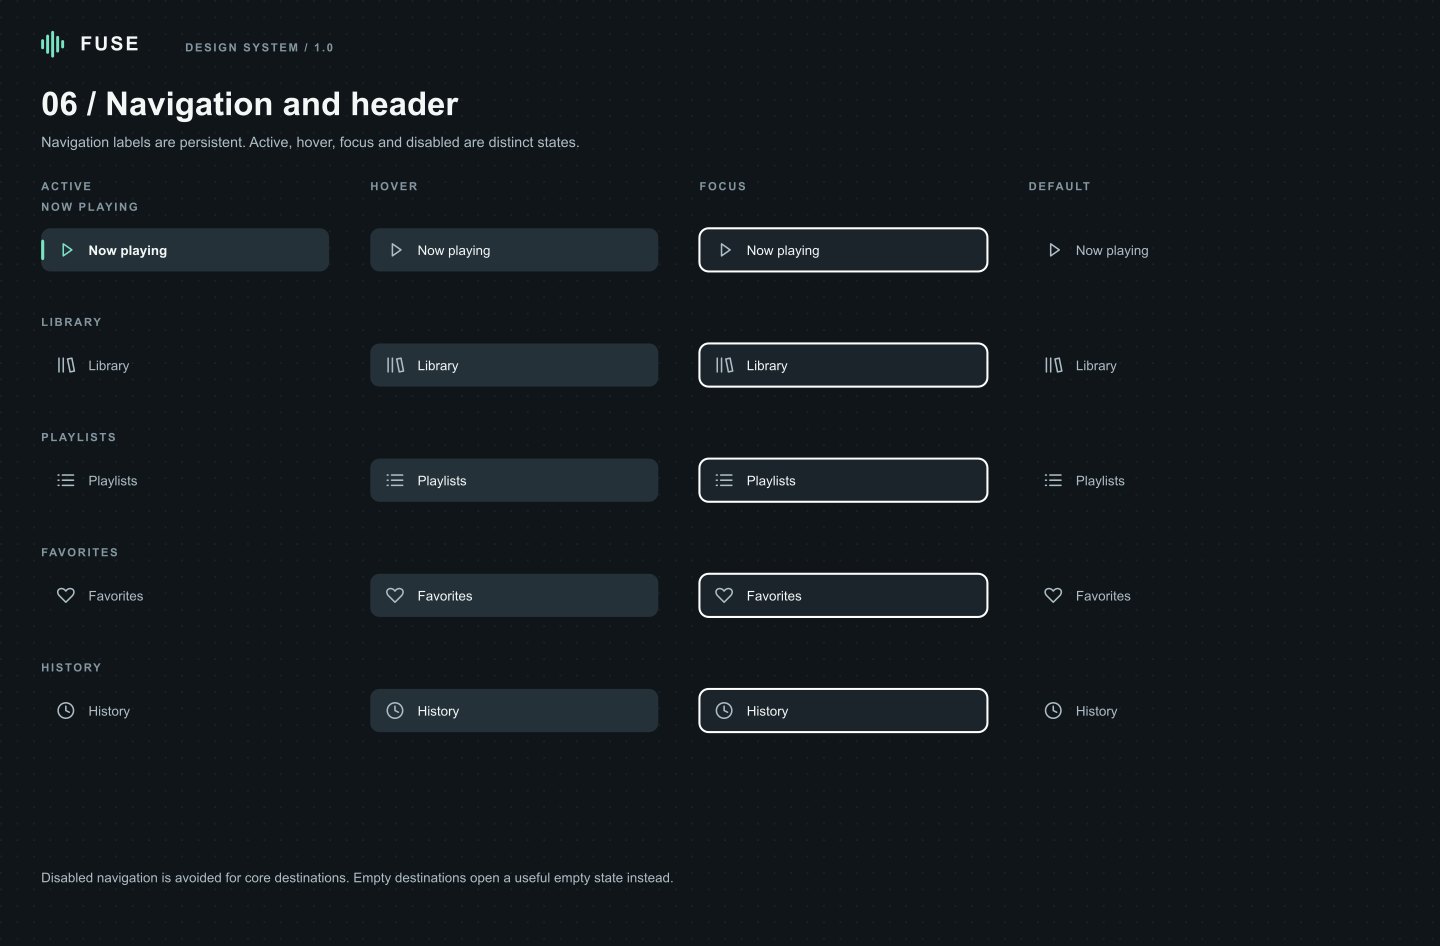 FUSE
DESIGN SYSTEM / 1.0
06 / Navigation and header
Navigation labels are persistent. Active, hover, focus and disabled are distinct states.
ACTIVE HOVER FOCUS DEFAULT
NOW PLAYING
Now playing Now playing Now playing Now playing
LIBRARY
Library Library Library Library
PLAYLISTS
Playlists Playlists Playlists Playlists
FAVORITES
Favorites Favorites Favorites Favorites
HISTORY
History History History History
Disabled navigation is avoided for core destinations. Empty destinations open a useful empty state instead.